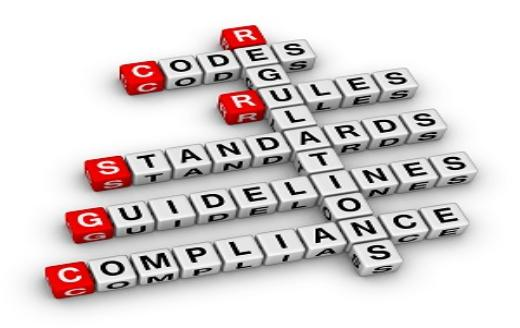 REGULATIONS
CODES
RULES
STANDARDS
GUIDELINES
COMPLIANCE